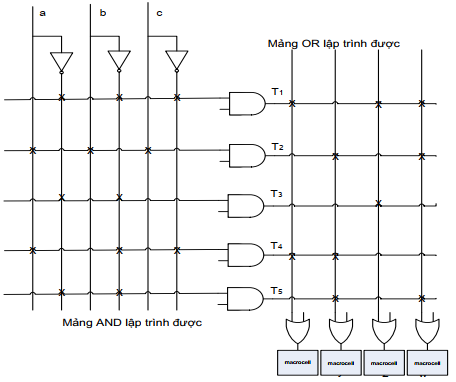 a b c
Mảng OR lập trình được
T1
T2
T3
T4
T5
Mảng AND lập trình được
macrocell macrocell macrocell macrocell